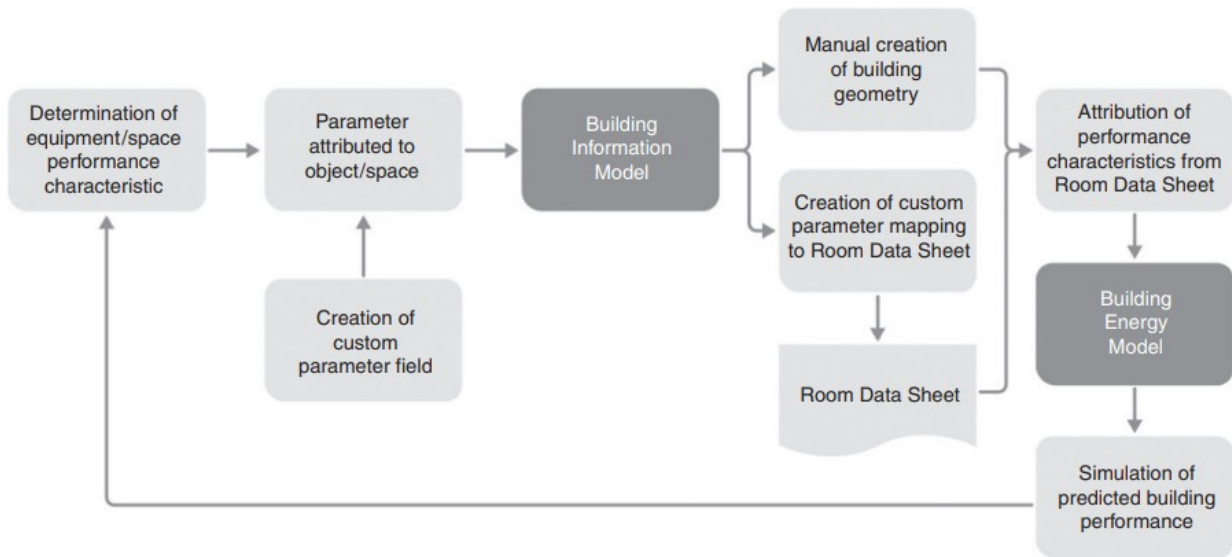 Determination of
equipment/space
performance
characteristic
Parameter
attributed to
object/space
Creation of
custom
parameter field
Building
Information
Model
Manual creation
of building
geometry
Creation of custom
parameter mapping
to Room Data Sheet
Room Data Sheet
Attribution of
performance
characteristics from
Room Data Sheet
Building
Energy
Model
Simulation of
predicted building
performance